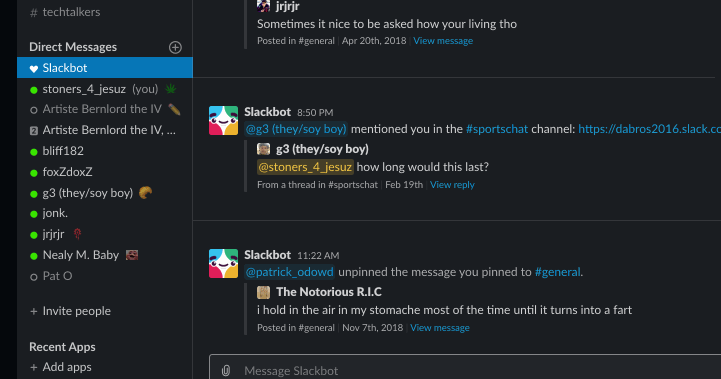 # techtalkers
Direct Messages
Slackbot
stoners_4_jesuz (you)
Artiste Bernlord the IV
2 Artiste Bernlord the IV, ...
bliff182
foxZdoxZ
g3 (they/soy boy)
jonk.
jrjrjr
Nealy M. Baby
Pat O
+ Invite people
Recent Apps
+ Add apps
jrjrjr
Sometimes it nice to be asked how your living tho
Posted in #general | Apr 20th, 2018 | View message
Slackbot 8:50 PM
@g3 (they/soy boy) mentioned you in the #sportschat channel: https://dabros2016.slack.co
g3 (they/soy boy)
@stoners_4_jesuz how long would this last?
From a thread in #sportschat | Feb 19th | View reply
Slackbot 11:22 AM
@patrick_odowd unpinned the message you pinned to #general.
The Notorious R.I.C
i hold in the air in my stomache most of the time until it turns into a fart
Posted in #general | Nov 7th, 2018 | View message
Message Slackbot